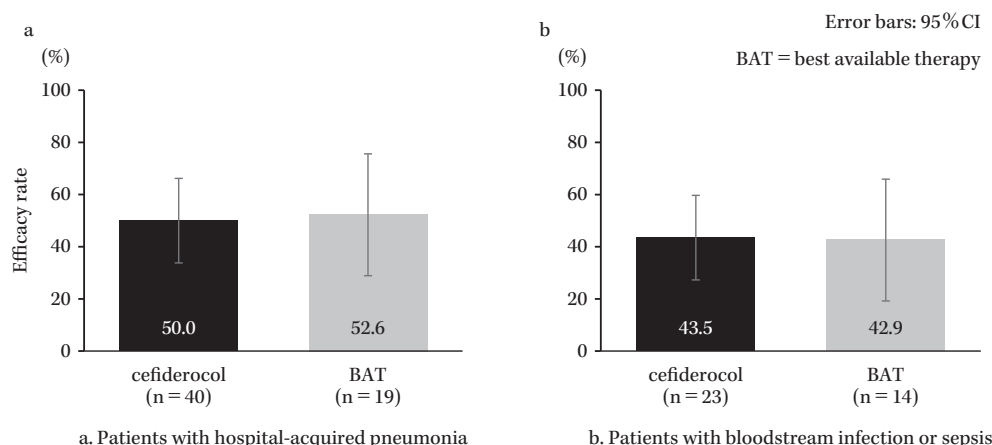 a
(%)
100
80
60
40
20
0
Efficacy rate
50.0
52.6
cefiderocol
(n = 40)
BAT
(n = 19)
a. Patients with hospital-acquired pneumonia
b
(%)
Error bars: 95%CI
BAT = best available therapy
100
80
60
40
20
0
43.5
42.9
cefiderocol
(n = 23)
BAT
(n = 14)
b. Patients with bloodstream infection or sepsis